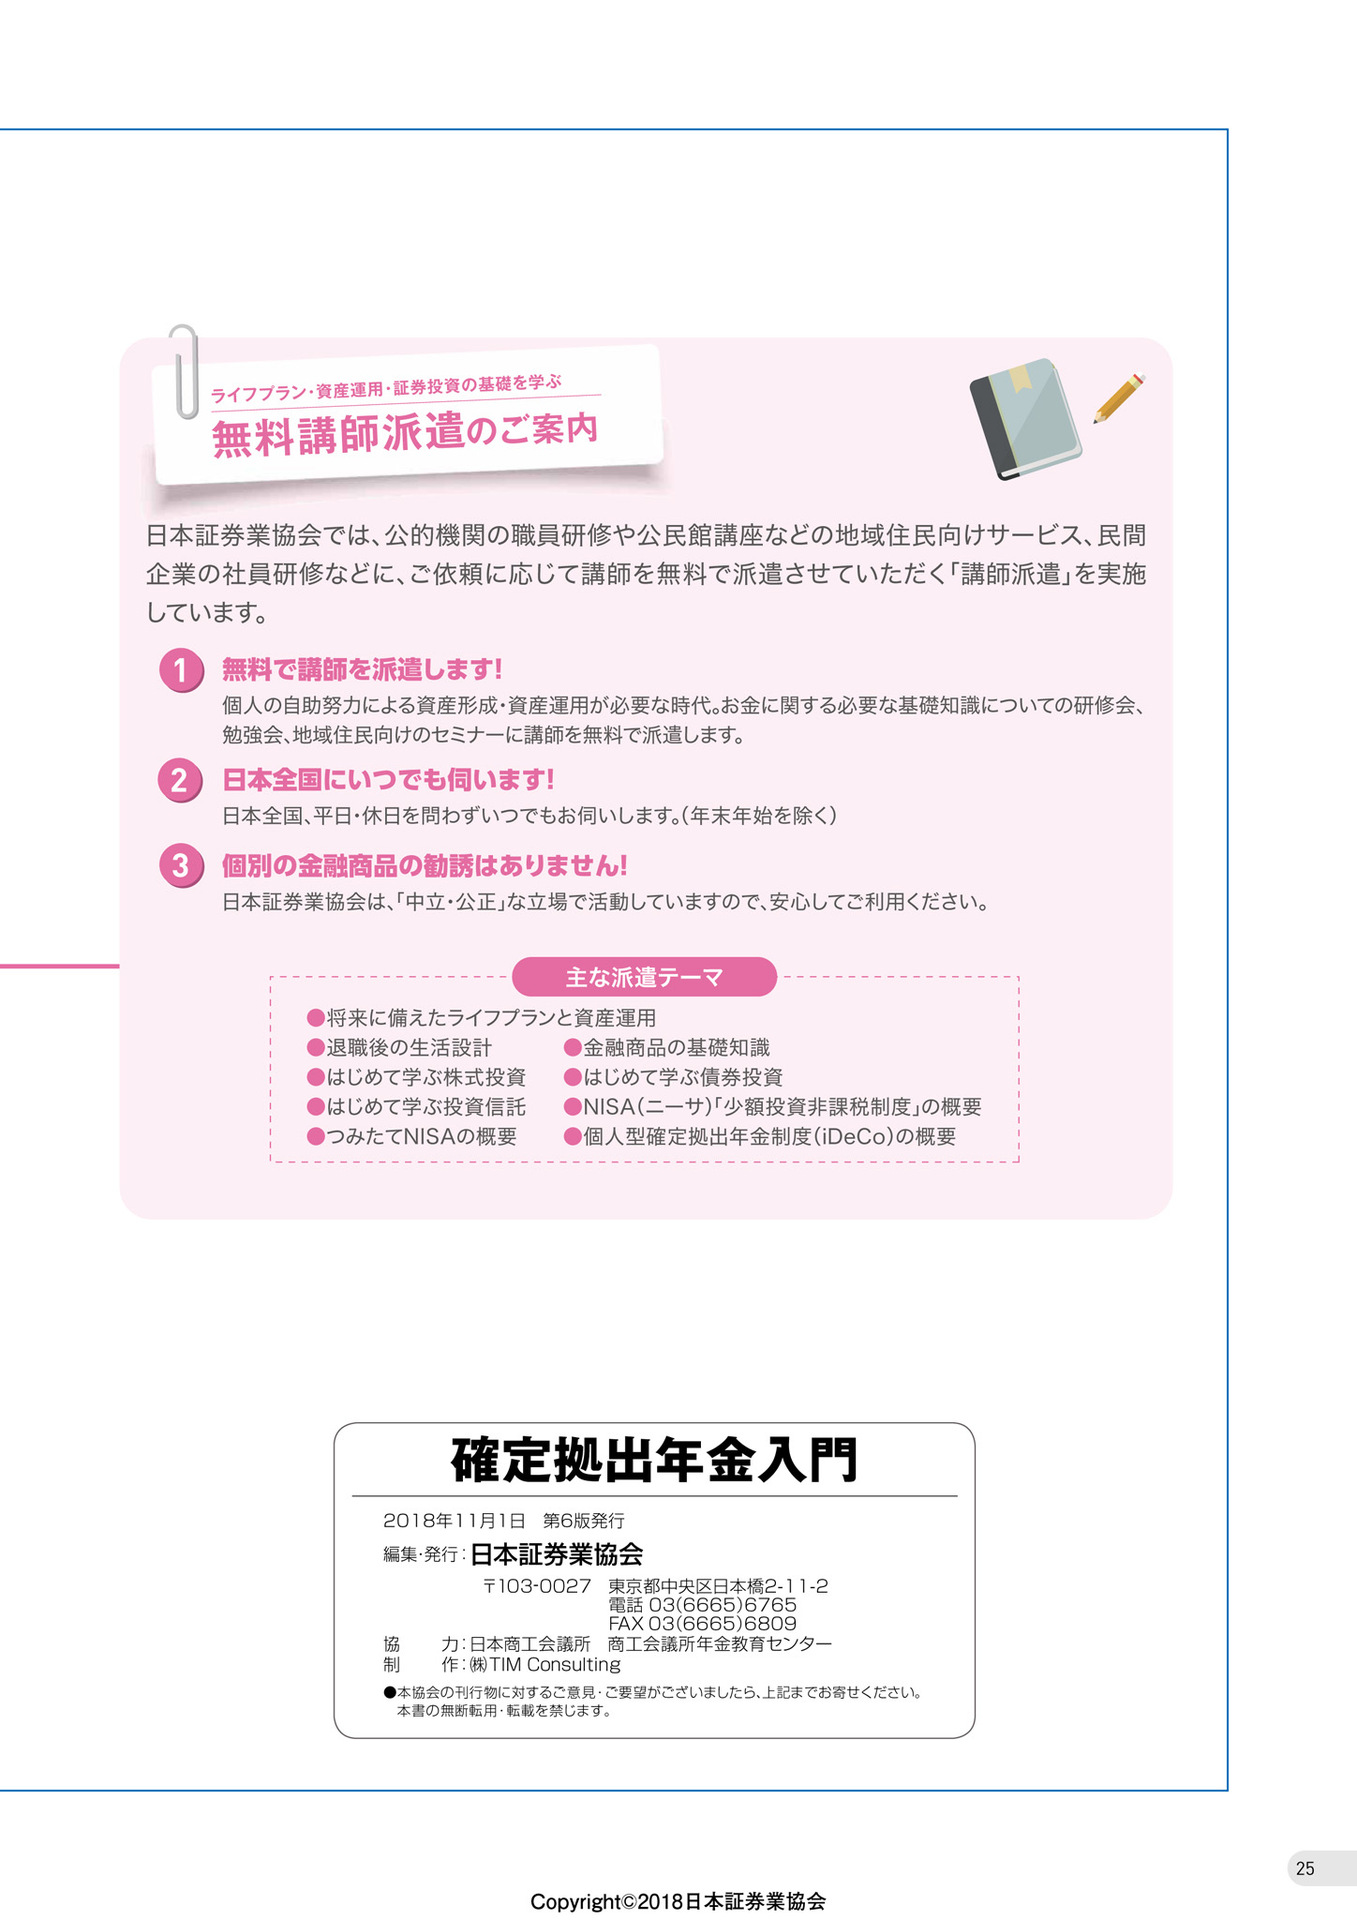 ライフプラン・資産運用・証券投資の基礎を学ぶ
無料講師派遣のご案内
日本証券業協会では、公的機関の職員研修や公民館講座などの地域住民向けサービス、民間
企業の社員研修などに、ご依頼に応じて講師を無料で派遣させていただく「講師派遣」を実施
しています。
1 無料で講師を派遣します!
個人の自助努力による資産形成・資産運用が必要な時代。お金に関する必要な基礎知識についての研修会、
勉強会、地域住民向けのセミナーに講師を無料で派遣します。
2 日本全国にいつでも伺います!
日本全国、平日・休日を問わずいつでもお伺いします。(年末年始を除く)
3 個別の金融商品の勧誘はありません!
日本証券業協会は、「中立・公正」な立場で活動していますので、安心してご利用ください。
主な派遣テーマ
●将来に備えたライフプランと資産運用
●退職後の生活設計 ●金融商品の基礎知識
●はじめて学ぶ株式投資 ●はじめて学ぶ債券投資
●はじめて学ぶ投資信託 ●NISA(ニーサ)「少額投資非課税制度」の概要
●つみたてNISAの概要 ●個人型確定拠出年金制度(iDeCo)の概要
確定拠出年金入門
2018年11月1日 第6版発行
編集・発行:日本証券業協会
〒103-0027 東京都中央区日本橋2-11-2
電話 03(6665)6765
FAX 03(6665)6809
協 力:日本商工会議所 商工会議所年金教育センター
制 作:㈱TIM Consulting
●本協会の刊行物に対するご意見・ご要望がございましたら、上記までお寄せください。
本書の無断転用・転載を禁じます。
25
Copyright©2018日本証券業協会